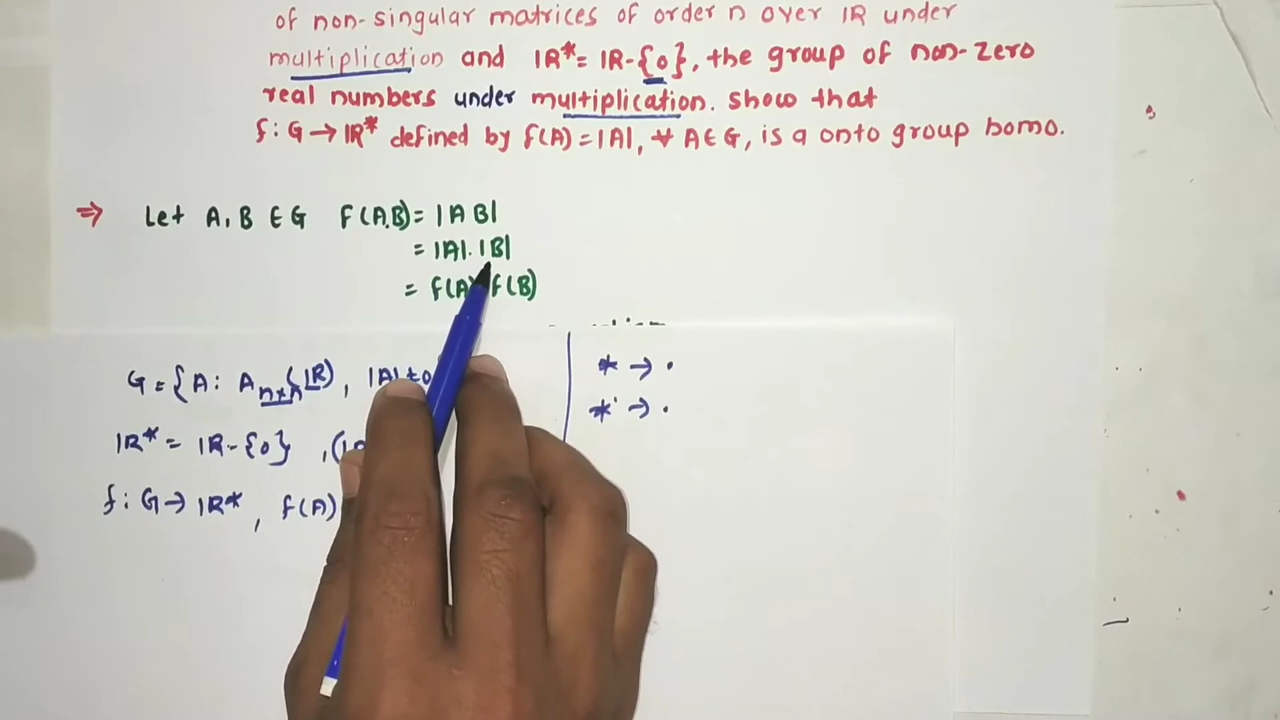 of non-singular matrices of order n over IR under
multiplication and IR*= IR-{0}, the group of non-zero
real numbers under multiplication. Show that
f: G→IR* defined by f(A)=|A|, ∀ A∈G, is a onto group homo.
⇒ Let A, B ∈ G f(A,B)= |A B|
= |A|. |B|
= f(A) f(B)
G = {A: A n×n (IR), |A| ≠ 0
* → .
*' → .
IR* = IR-{0}
f: G→ IR*, f(A)